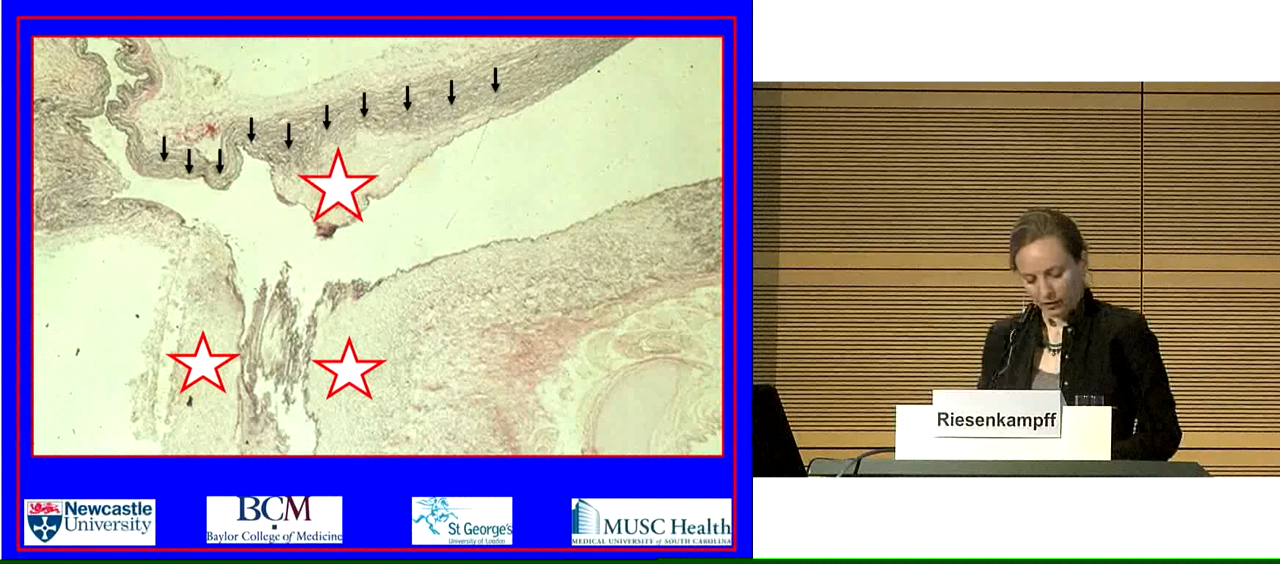 Newcastle
University
BCM
Baylor College of Medicine
St George's
University of London
MUSC Health
MEDICAL UNIVERSITY of SOUTH CAROLINA
Riesenkampff